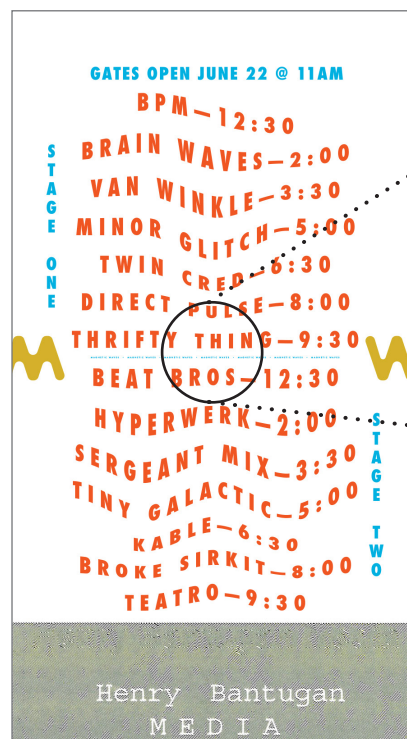 GATES OPEN JUNE 22 @ 11AM
STAGE ONE
BPM—12:30
BRAIN WAVES—2:00
VAN WINKLE—3:30
MINOR GLITCH—5:00
TWIN CRED—6:30
DIRECT PULSE—8:00
THRIFTY THING—9:30
BEAT BROS—12:30
HYPERWERK—2:00
SERGEANT MIX—3:30
TINY GALACTIC—5:00
KABLE—6:30
BROKE SIRKIT—8:00
TEATRO—9:30
STAGE TWO
Henry Bantugan
MEDIA